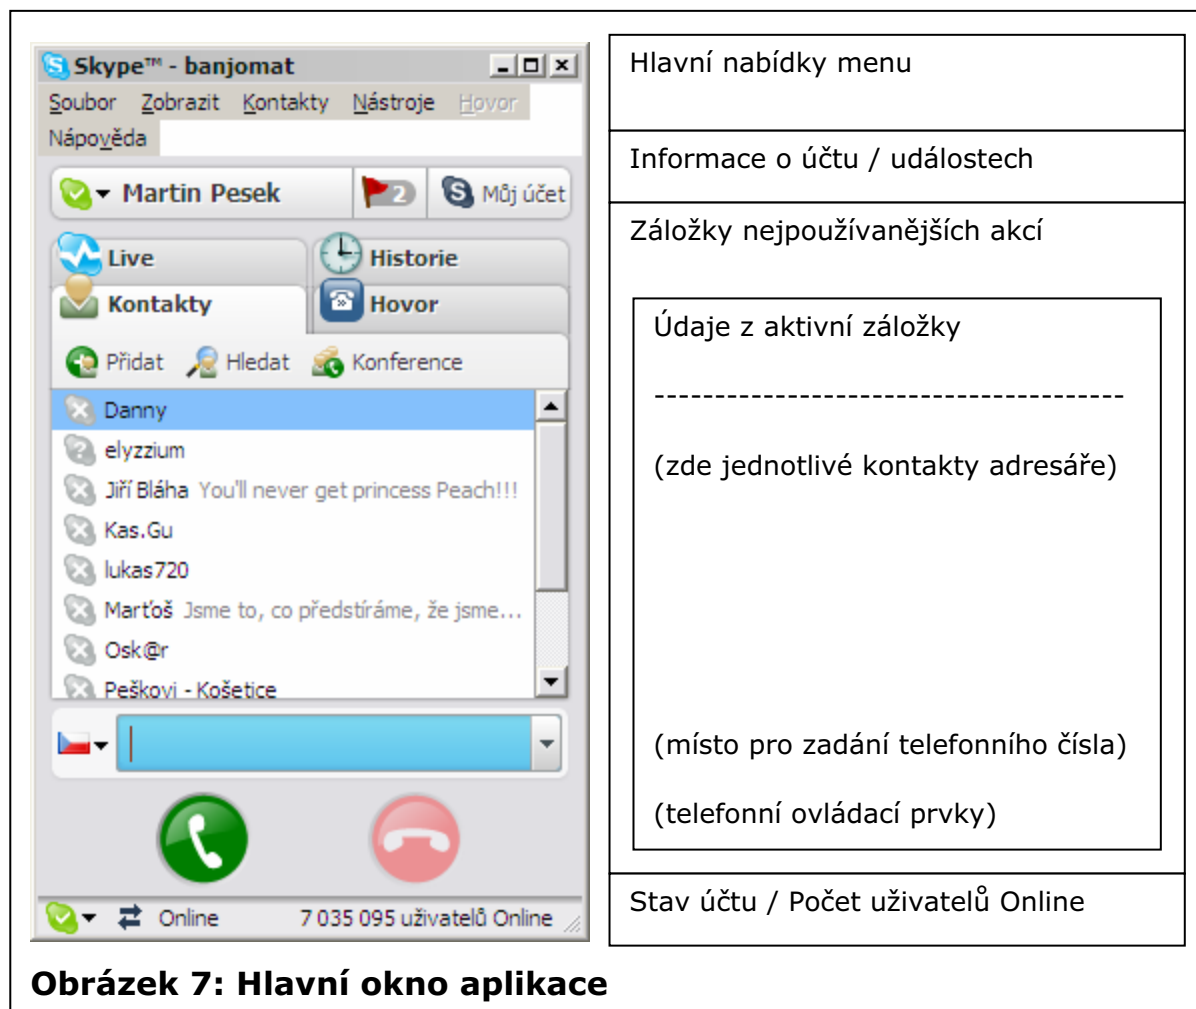 Skype™ - banjomat
Soubor Zobrazit Kontakty Nástroje Hovor
Nápověda
Martin Pesek 2 Můj účet
Live Historie
Kontakty Hovor
Přidat Hledat Konference
Danny
elyzzium
Jiří Bláha You'll never get princess Peach!!!
Kas.Gu
lukas720
Marťoš Jsme to, co předstíráme, že jsme...
Osk@r
Peškovi - Košetice
Online 7 035 095 uživatelů Online
Hlavní nabídky menu
Informace o účtu / událostech
Záložky nejpoužívanějších akcí
Údaje z aktivní záložky
---------------------------------------
(zde jednotlivé kontakty adresáře)
(místo pro zadání telefonního čísla)
(telefonní ovládací prvky)
Stav účtu / Počet uživatelů Online
Obrázek 7: Hlavní okno aplikace